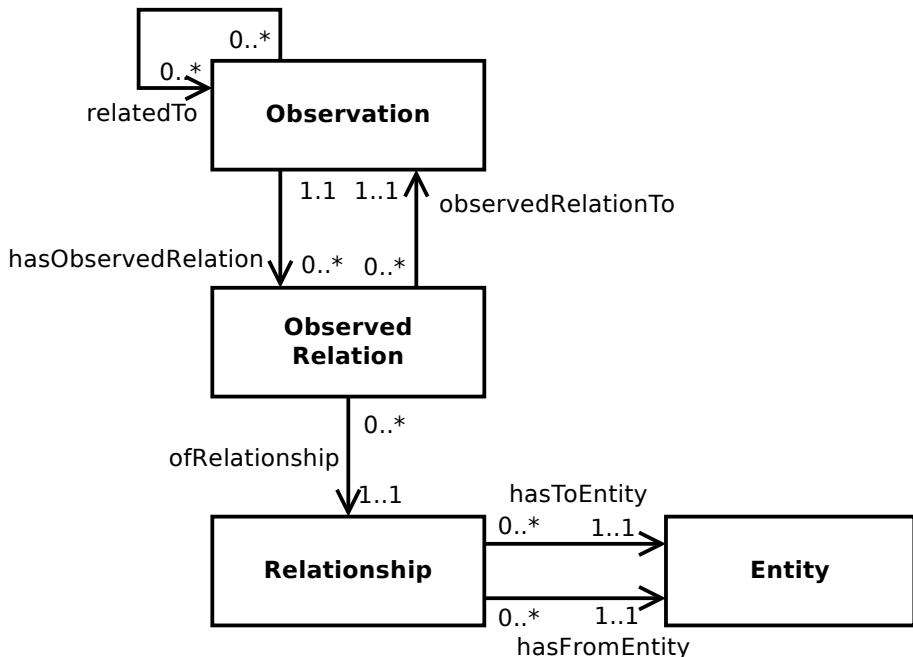 0..*
0..*
relatedTo
Observation
1.1 1..1
observedRelationTo
hasObservedRelation
0..* 0..*
Observed
Relation
0..*
ofRelationship
1..1
hasToEntity
0..* 1..1
Relationship
Entity
0..* 1..1
hasFromEntity